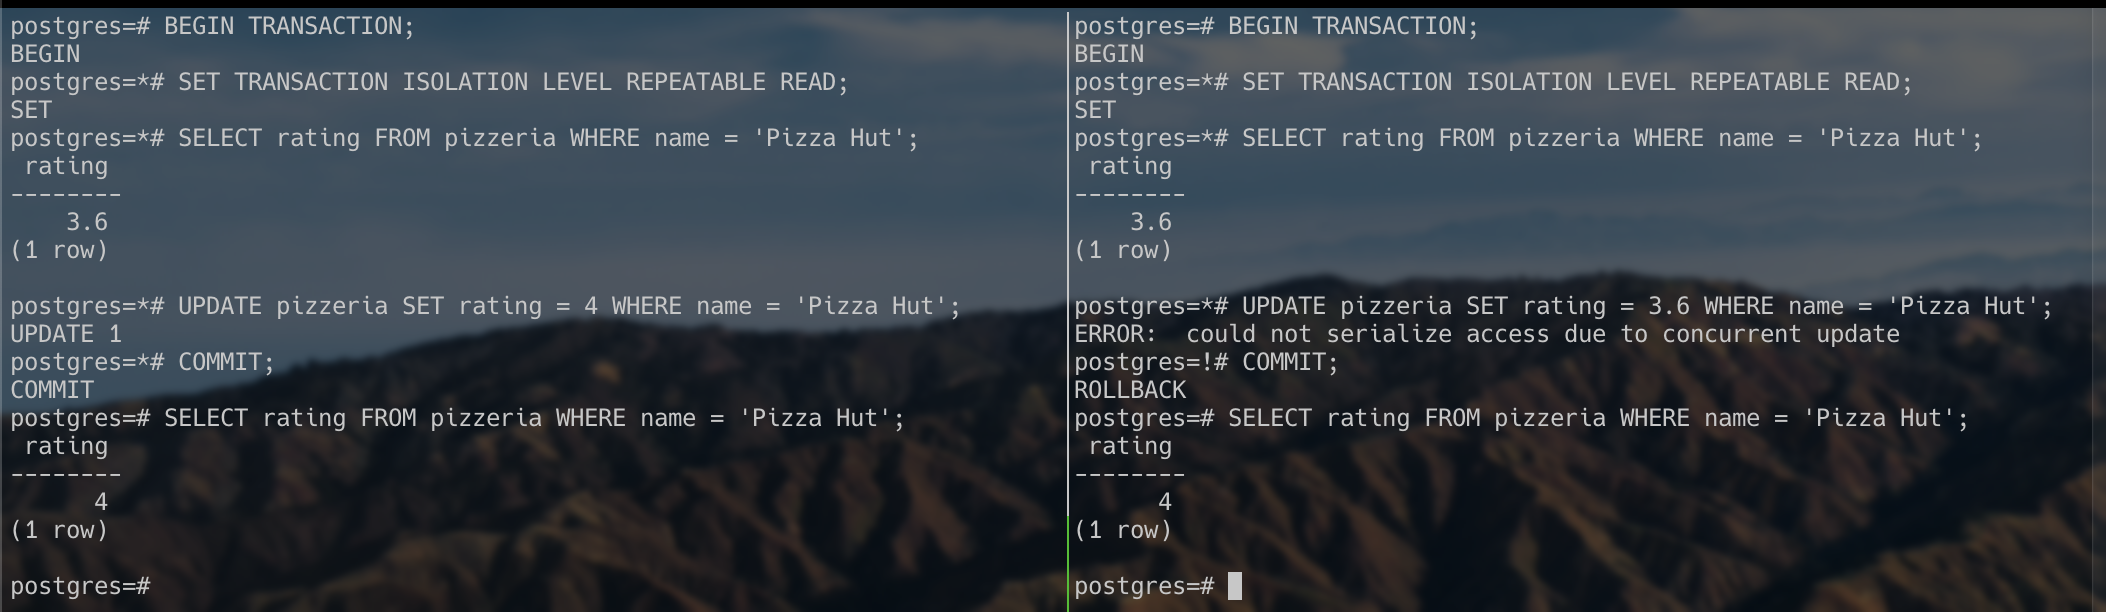 postgres=# BEGIN TRANSACTION;
BEGIN
postgres=*# SET TRANSACTION ISOLATION LEVEL REPEATABLE READ;
SET
postgres=*# SELECT rating FROM pizzeria WHERE name = 'Pizza Hut';
 rating
--------
    3.6
(1 row)

postgres=*# UPDATE pizzeria SET rating = 4 WHERE name = 'Pizza Hut';
UPDATE 1
postgres=*# COMMIT;
COMMIT
postgres=# SELECT rating FROM pizzeria WHERE name = 'Pizza Hut';
 rating
--------
      4
(1 row)

postgres=#
postgres=# BEGIN TRANSACTION;
BEGIN
postgres=*# SET TRANSACTION ISOLATION LEVEL REPEATABLE READ;
SET
postgres=*# SELECT rating FROM pizzeria WHERE name = 'Pizza Hut';
 rating
--------
    3.6
(1 row)

postgres=*# UPDATE pizzeria SET rating = 3.6 WHERE name = 'Pizza Hut';
ERROR:  could not serialize access due to concurrent update
postgres=!# COMMIT;
ROLLBACK
postgres=# SELECT rating FROM pizzeria WHERE name = 'Pizza Hut';
 rating
--------
      4
(1 row)

postgres=#